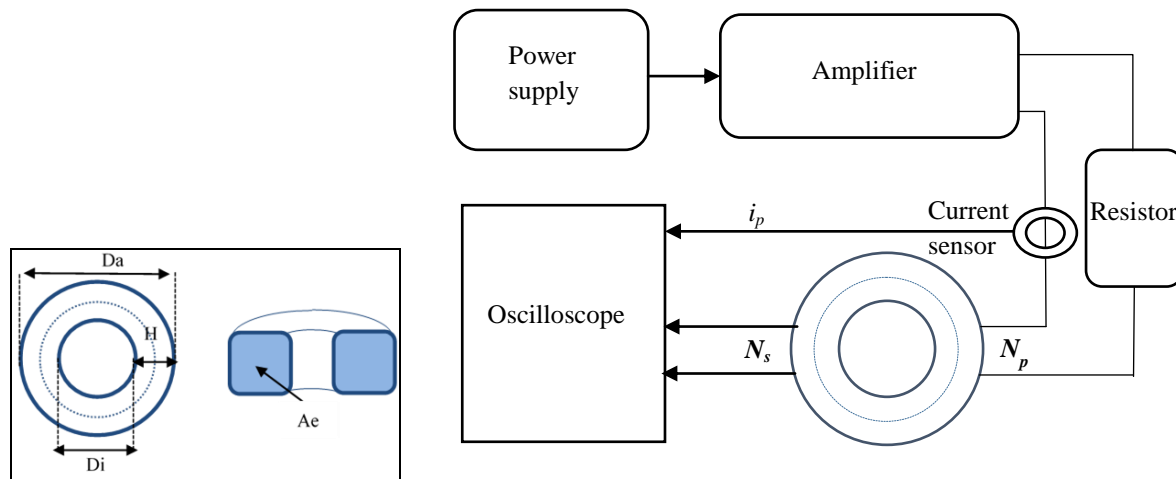 Power
supply
Amplifier
Resistor
i_p
Current
sensor
Oscilloscope
N_s
N_p
Da
H
Ae
Di